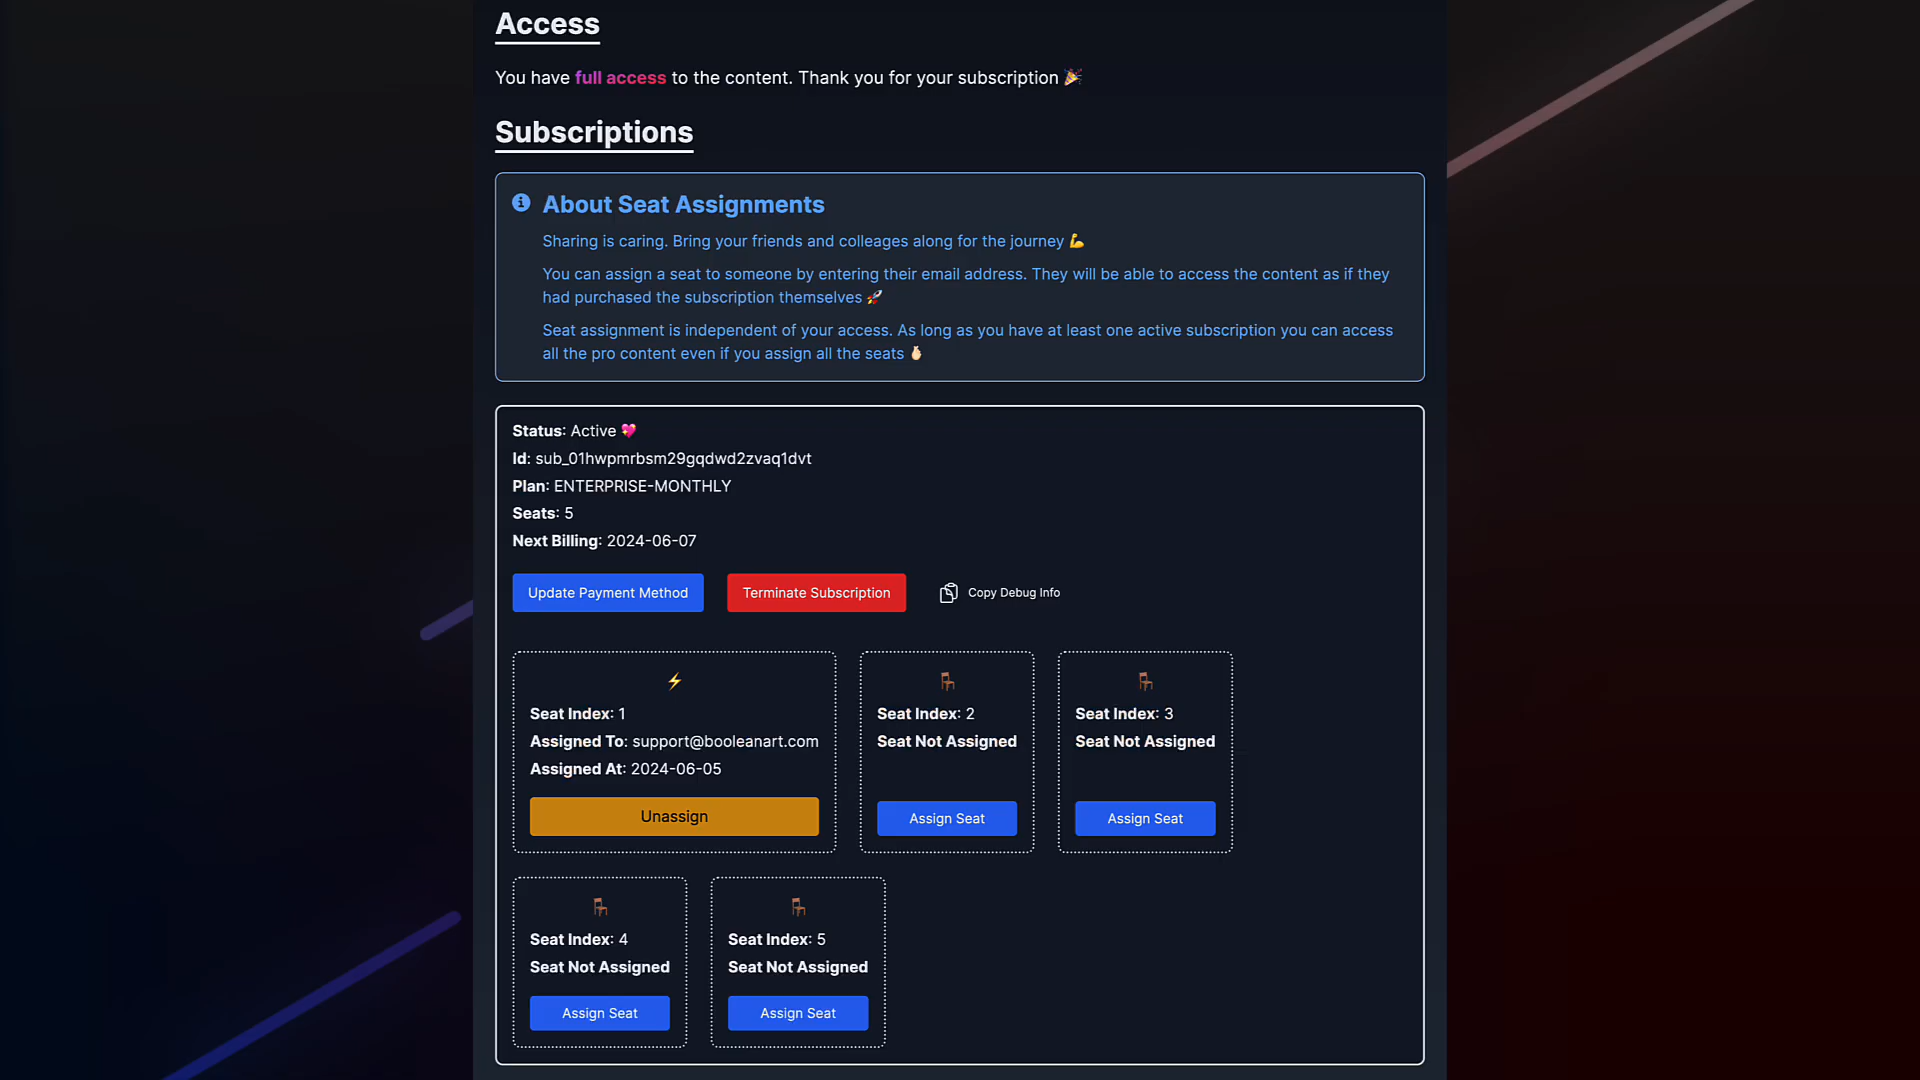 Access
You have full access to the content. Thank you for your subscription 🎉
Subscriptions
About Seat Assignments
Sharing is caring. Bring your friends and colleages along for the journey 💪
You can assign a seat to someone by entering their email address. They will be able to access the content as if they
had purchased the subscription themselves 🚀
Seat assignment is independent of your access. As long as you have at least one active subscription you can access
all the pro content even if you assign all the seats 🫰🏻
Status: Active 💖
Id: sub_01hwpmrbsm29gqdwd2zvaq1dvt
Plan: ENTERPRISE-MONTHLY
Seats: 5
Next Billing: 2024-06-07
Update Payment Method
Terminate Subscription
Copy Debug Info
⚡
Seat Index: 1
Assigned To: support@booleanart.com
Assigned At: 2024-06-05
Unassign
🪑
Seat Index: 2
Seat Not Assigned
Assign Seat
🪑
Seat Index: 3
Seat Not Assigned
Assign Seat
🪑
Seat Index: 4
Seat Not Assigned
Assign Seat
🪑
Seat Index: 5
Seat Not Assigned
Assign Seat